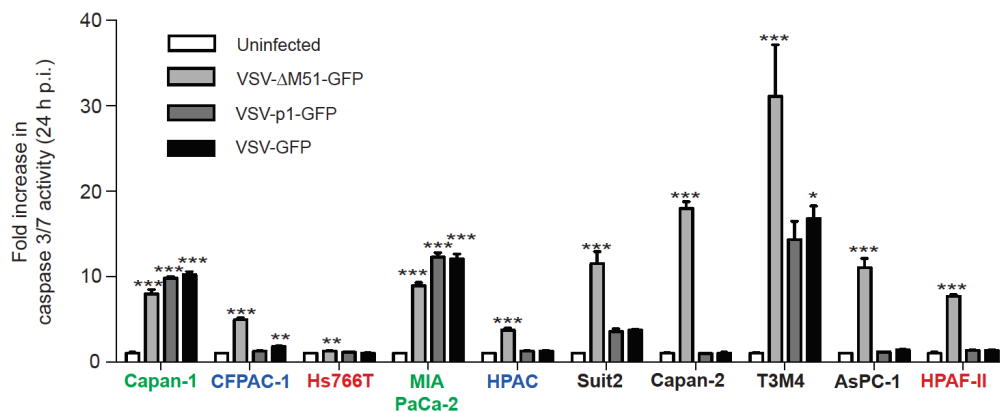 40
30
20
10
0
Fold increase in
caspase 3/7 activity (24 h p.i.)
Uninfected
VSV-ΔM51-GFP
VSV-p1-GFP
VSV-GFP
*** *** ***
*** **
**
*** *** ***
***
***
***
*** *
***
***
Capan-1 CFPAC-1 Hs766T MIA HPAC Suit2 Capan-2 T3M4 AsPC-1 HPAF-II
PaCa-2